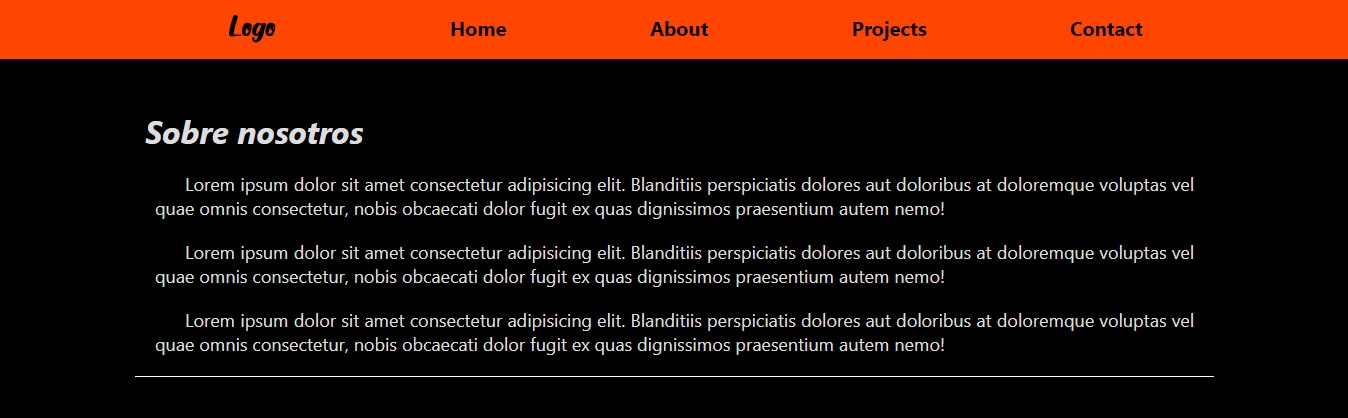 Logo Home About Projects Contact
Sobre nosotros
Lorem ipsum dolor sit amet consectetur adipisicing elit. Blanditiis perspiciatis dolores aut doloribus at doloremque voluptas vel
quae omnis consectetur, nobis obcaecati dolor fugit ex quas dignissimos praesentium autem nemo!
Lorem ipsum dolor sit amet consectetur adipisicing elit. Blanditiis perspiciatis dolores aut doloribus at doloremque voluptas vel
quae omnis consectetur, nobis obcaecati dolor fugit ex quas dignissimos praesentium autem nemo!
Lorem ipsum dolor sit amet consectetur adipisicing elit. Blanditiis perspiciatis dolores aut doloribus at doloremque voluptas vel
quae omnis consectetur, nobis obcaecati dolor fugit ex quas dignissimos praesentium autem nemo!